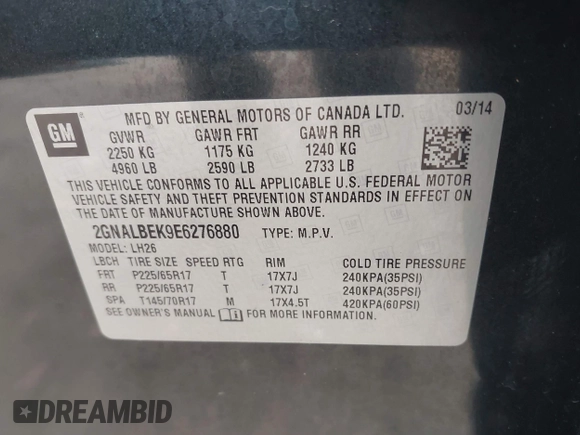 GM
MFD BY GENERAL MOTORS OF CANADA LTD. 03/14
GVWR GAWR FRT GAWR RR
2250 KG 1175 KG 1240 KG
4960 LB 2590 LB 2733 LB
THIS VEHICLE CONFORMS TO ALL APPLICABLE U.S. FEDERAL MOTOR
VEHICLE SAFETY AND THEFT PREVENTION STANDARDS IN EFFECT ON
THE DATE OF MANUFACTURE SHOWN ABOVE.
2GNALBEK9E6276880 TYPE: M.P.V.
MODEL: LH26
LBCH TIRE SIZE SPEED RTG RIM COLD TIRE PRESSURE
FRT P225/65R17 T 17X7J 240KPA(35PSI)
RR P225/65R17 T 17X7J 240KPA(35PSI)
SPA T145/70R17 M 17X4.5T 420KPA(60PSI)
SEE OWNER'S MANUAL FOR MORE INFORMATION.
DREAMBID